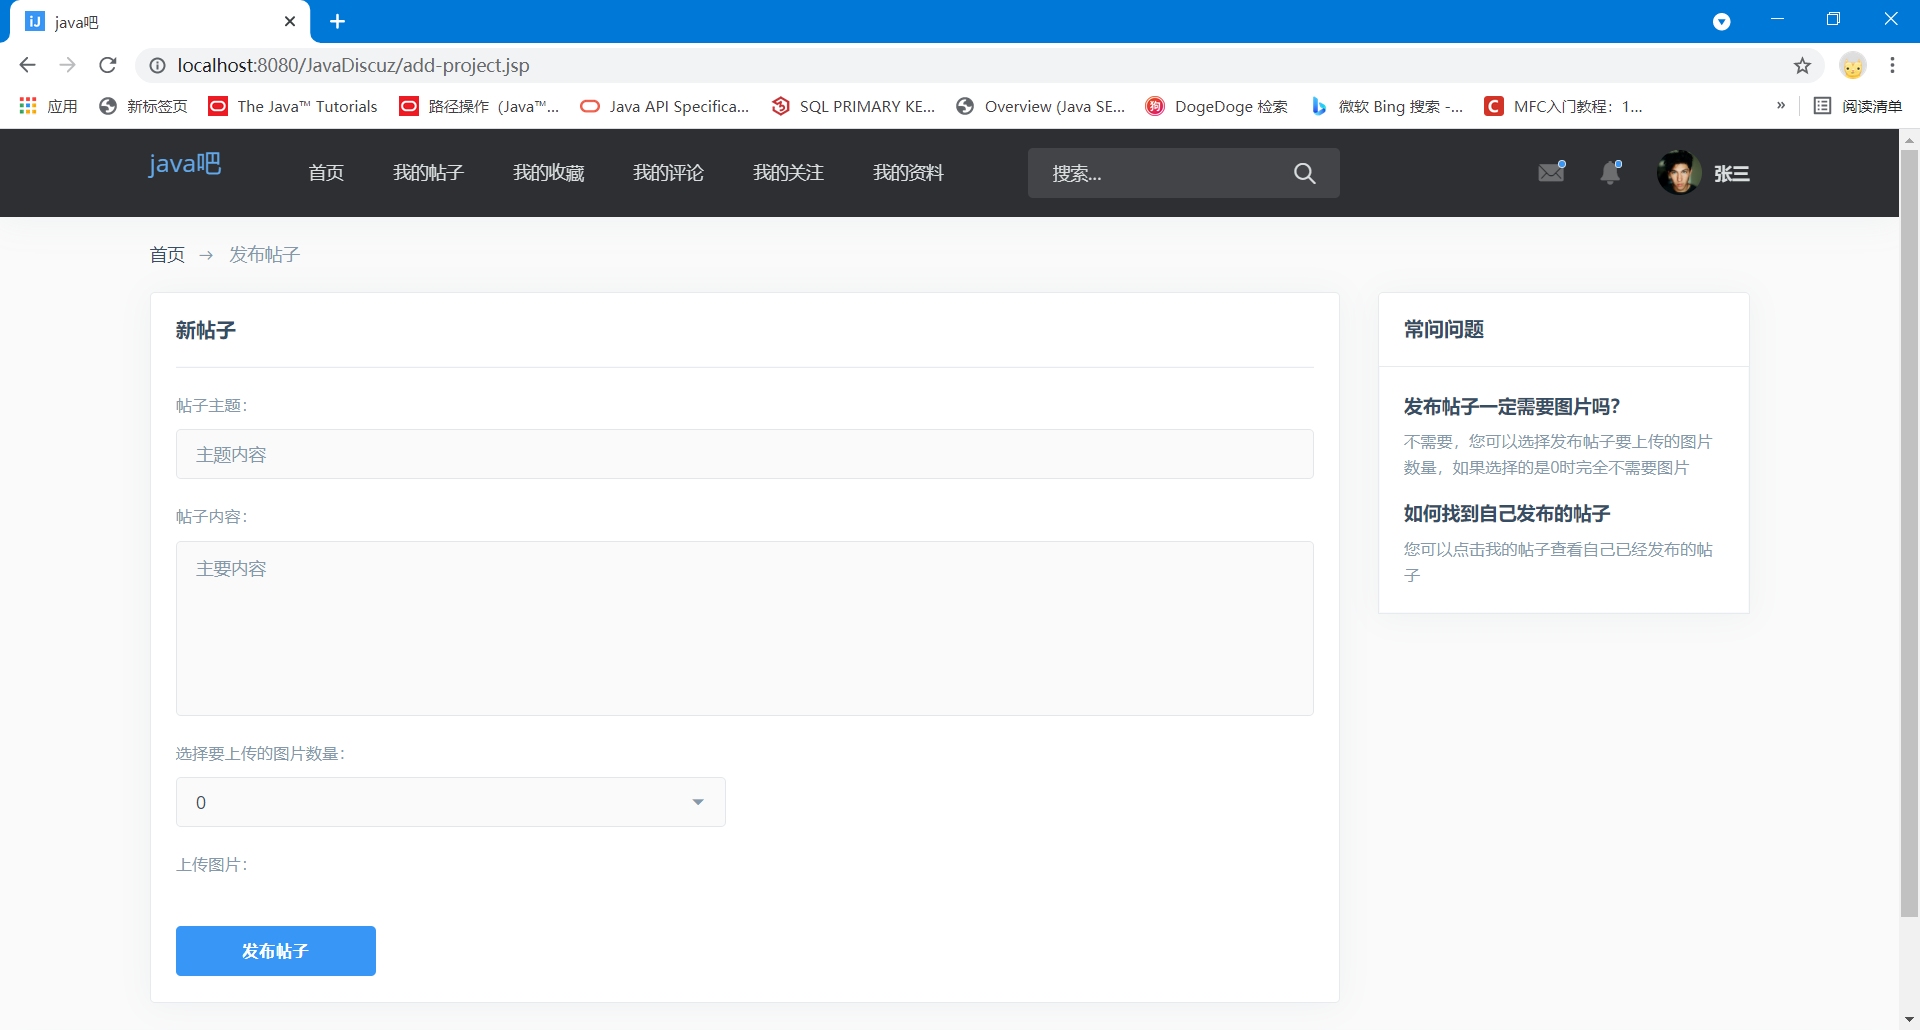 java吧
localhost:8080/JavaDiscuz/add-project.jsp
应用 新标签页 The Java™ Tutorials 路径操作（Java™... Java API Specifica... SQL PRIMARY KE... Overview (Java SE... DogeDoge 检索 微软 Bing 搜索 -... MFC入门教程：1... » 阅读清单
java吧 首页 我的帖子 我的收藏 我的评论 我的关注 我的资料 搜索... 张三
首页 → 发布帖子
新帖子
帖子主题：
主题内容
帖子内容：
主要内容
选择要上传的图片数量：
0
上传图片：
发布帖子
常问问题
发布帖子一定需要图片吗？
不需要，您可以选择发布帖子要上传的图片
数量，如果选择的是0时完全不需要图片
如何找到自己发布的帖子
您可以点击我的帖子查看自己已经发布的帖
子